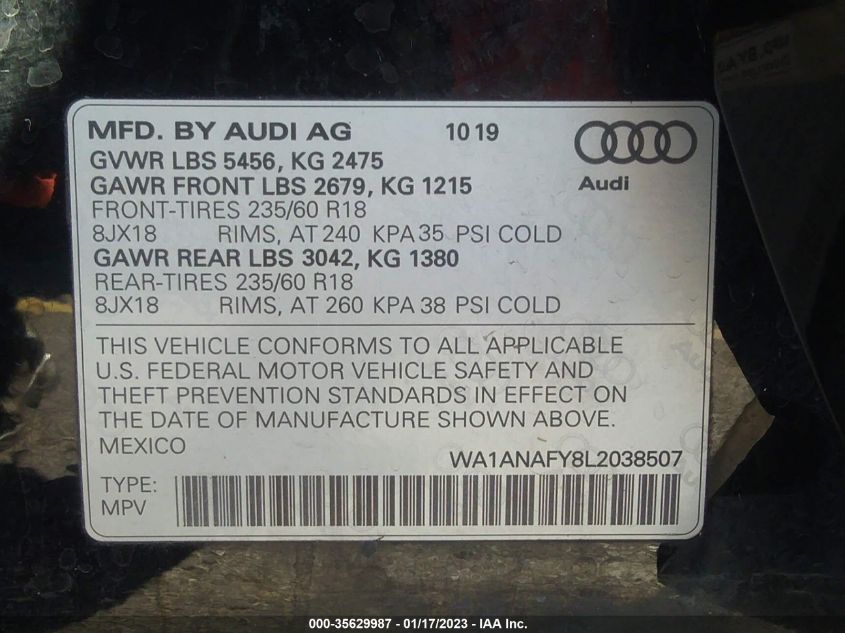 MFD. BY AUDI AG 10 19
GVWR LBS 5456, KG 2475
GAWR FRONT LBS 2679, KG 1215
Audi
FRONT-TIRES 235/60 R18
8JX18 RIMS, AT 240 KPA 35 PSI COLD
GAWR REAR LBS 3042, KG 1380
REAR-TIRES 235/60 R18
8JX18 RIMS, AT 260 KPA 38 PSI COLD
THIS VEHICLE CONFORMS TO ALL APPLICABLE
U.S. FEDERAL MOTOR VEHICLE SAFETY AND
THEFT PREVENTION STANDARDS IN EFFECT ON
THE DATE OF MANUFACTURE SHOWN ABOVE.
MEXICO
WA1ANAFY8L2038507
TYPE:
MPV
000-35629987 - 01/17/2023 - IAA Inc.